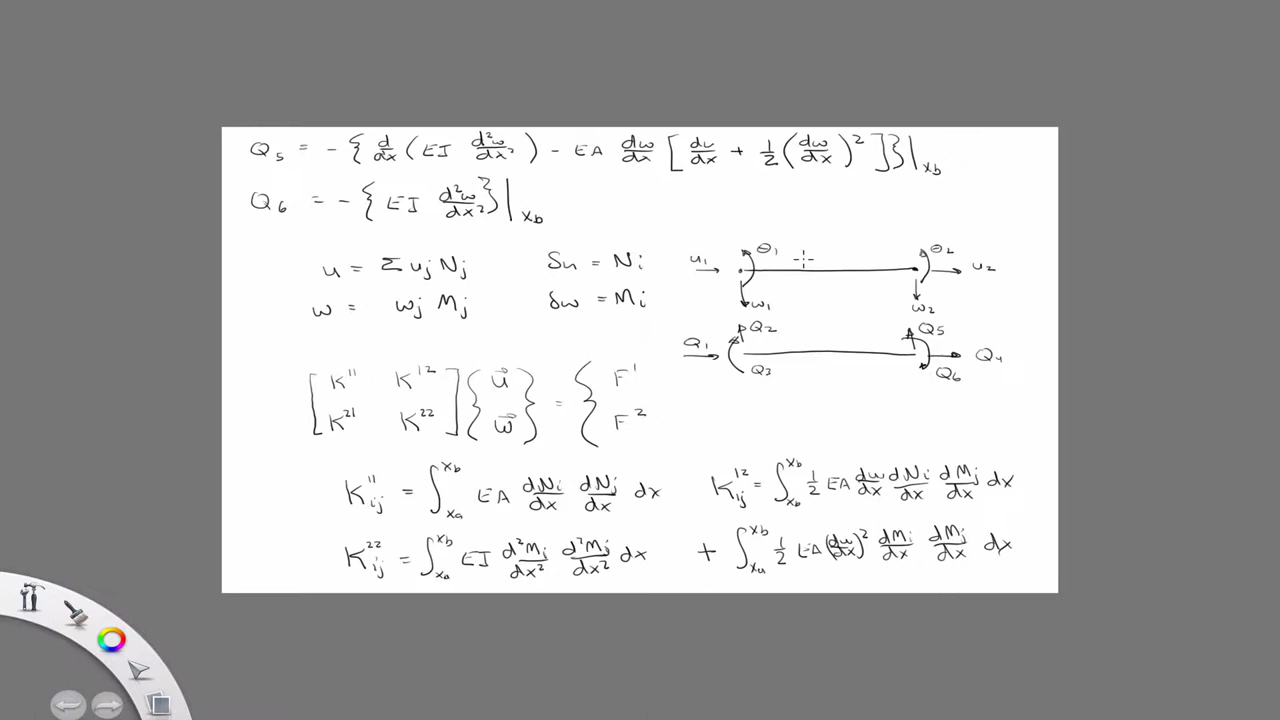 Q5 = - { d/dx ( EI d²w/dx² ) - EA dw/dx [ du/dx + 1/2 ( dw/dx )² ] } |xb
Q6 = - { EI d²w/dx² } |xb
u = Σ uj Nj δu = Ni
w = wj Mj δw = Mi
u1 θ1 θ2 u2
w1 w2
Q1 Q2 Q5 Q4
Q3 Q6
[ K¹¹ K¹² ] { u⃗ } = { F¹
[ K²¹ K²² ] { w⃗ } { F²
K¹¹ij = ∫xa^xb EA dNi/dx dNj/dx dx K¹²ij = ∫xb^xb 1/2 EA dw/dx dNi/dx dMj/dx dx
K²²ij = ∫xa^xb EI d²Mi/dx² d²Mj/dx² dx + ∫xa^xb 1/2 EA (dw/dx)² dMi/dx dMj/dx dx